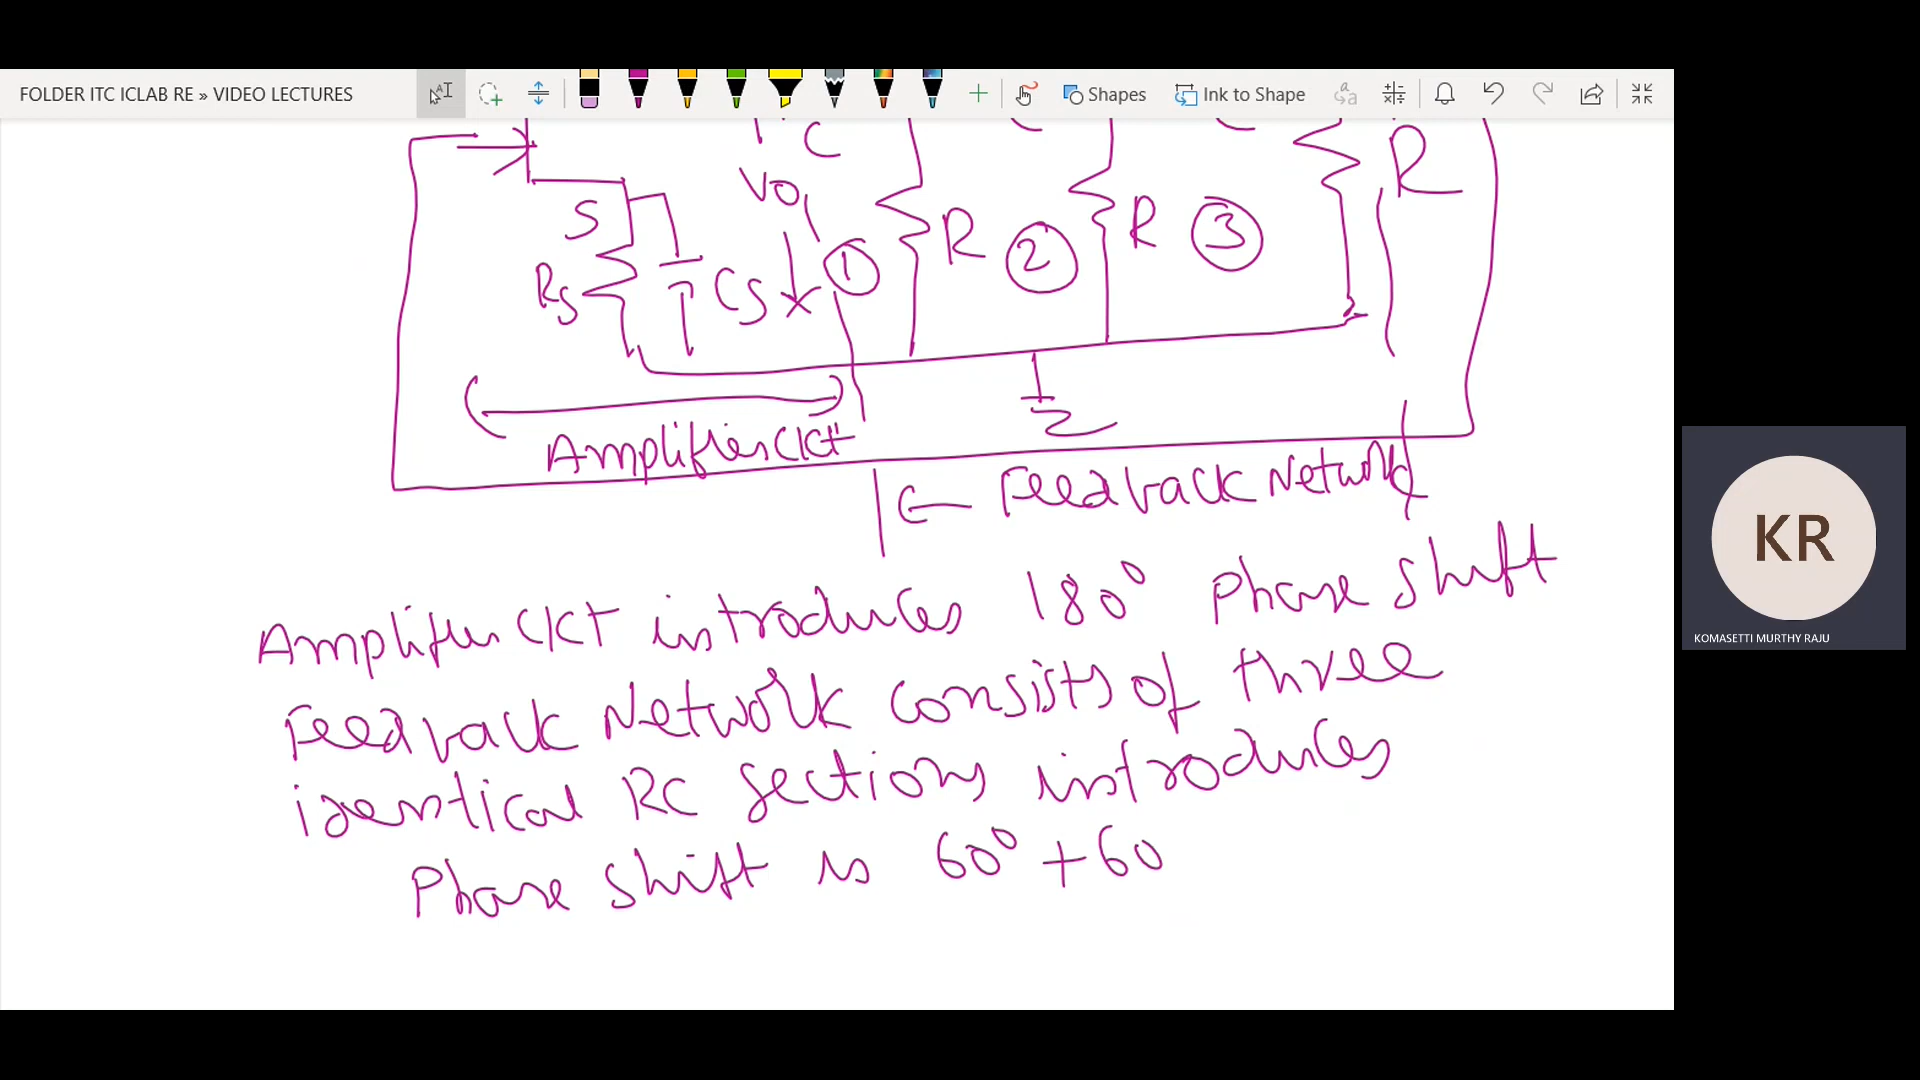 FOLDER ITC ICLAB RE » VIDEO LECTURES
Shapes
Ink to Shape
C
R
Vo
S
R
2
R
3
1
Rs
Cs
Amplifier CKT
Feedback Network
Amplifier CKT introduces 180° phase shift
Feedback Network consists of three
identical RC sections introduces
Phase shift is 60° + 60
KR
KOMASETTI MURTHY RAJU